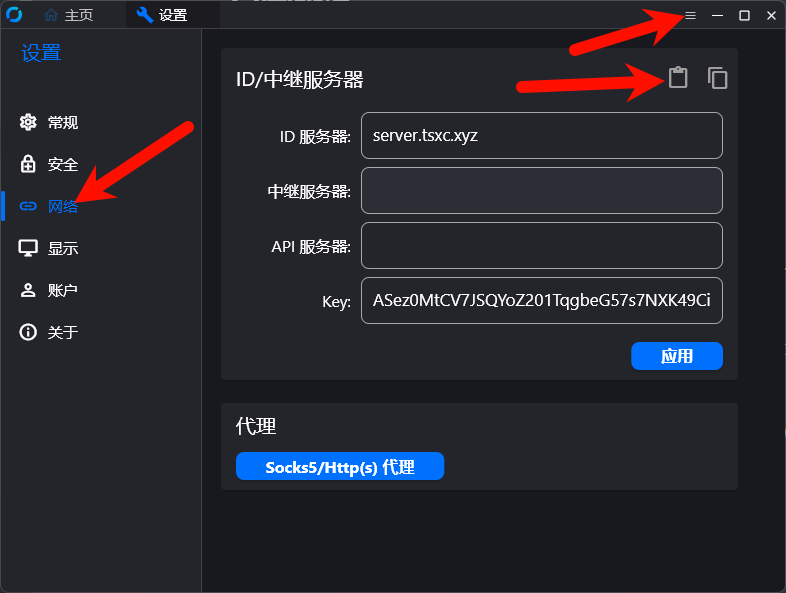 主页
设置
设置
常规
安全
网络
显示
账户
关于
ID/中继服务器
ID 服务器: server.tsxc.xyz
中继服务器:
API 服务器:
Key: ASez0MtCV7JSQYoZ201TqgbeG57s7NXK49Ci
应用
代理
Socks5/Http(s) 代理